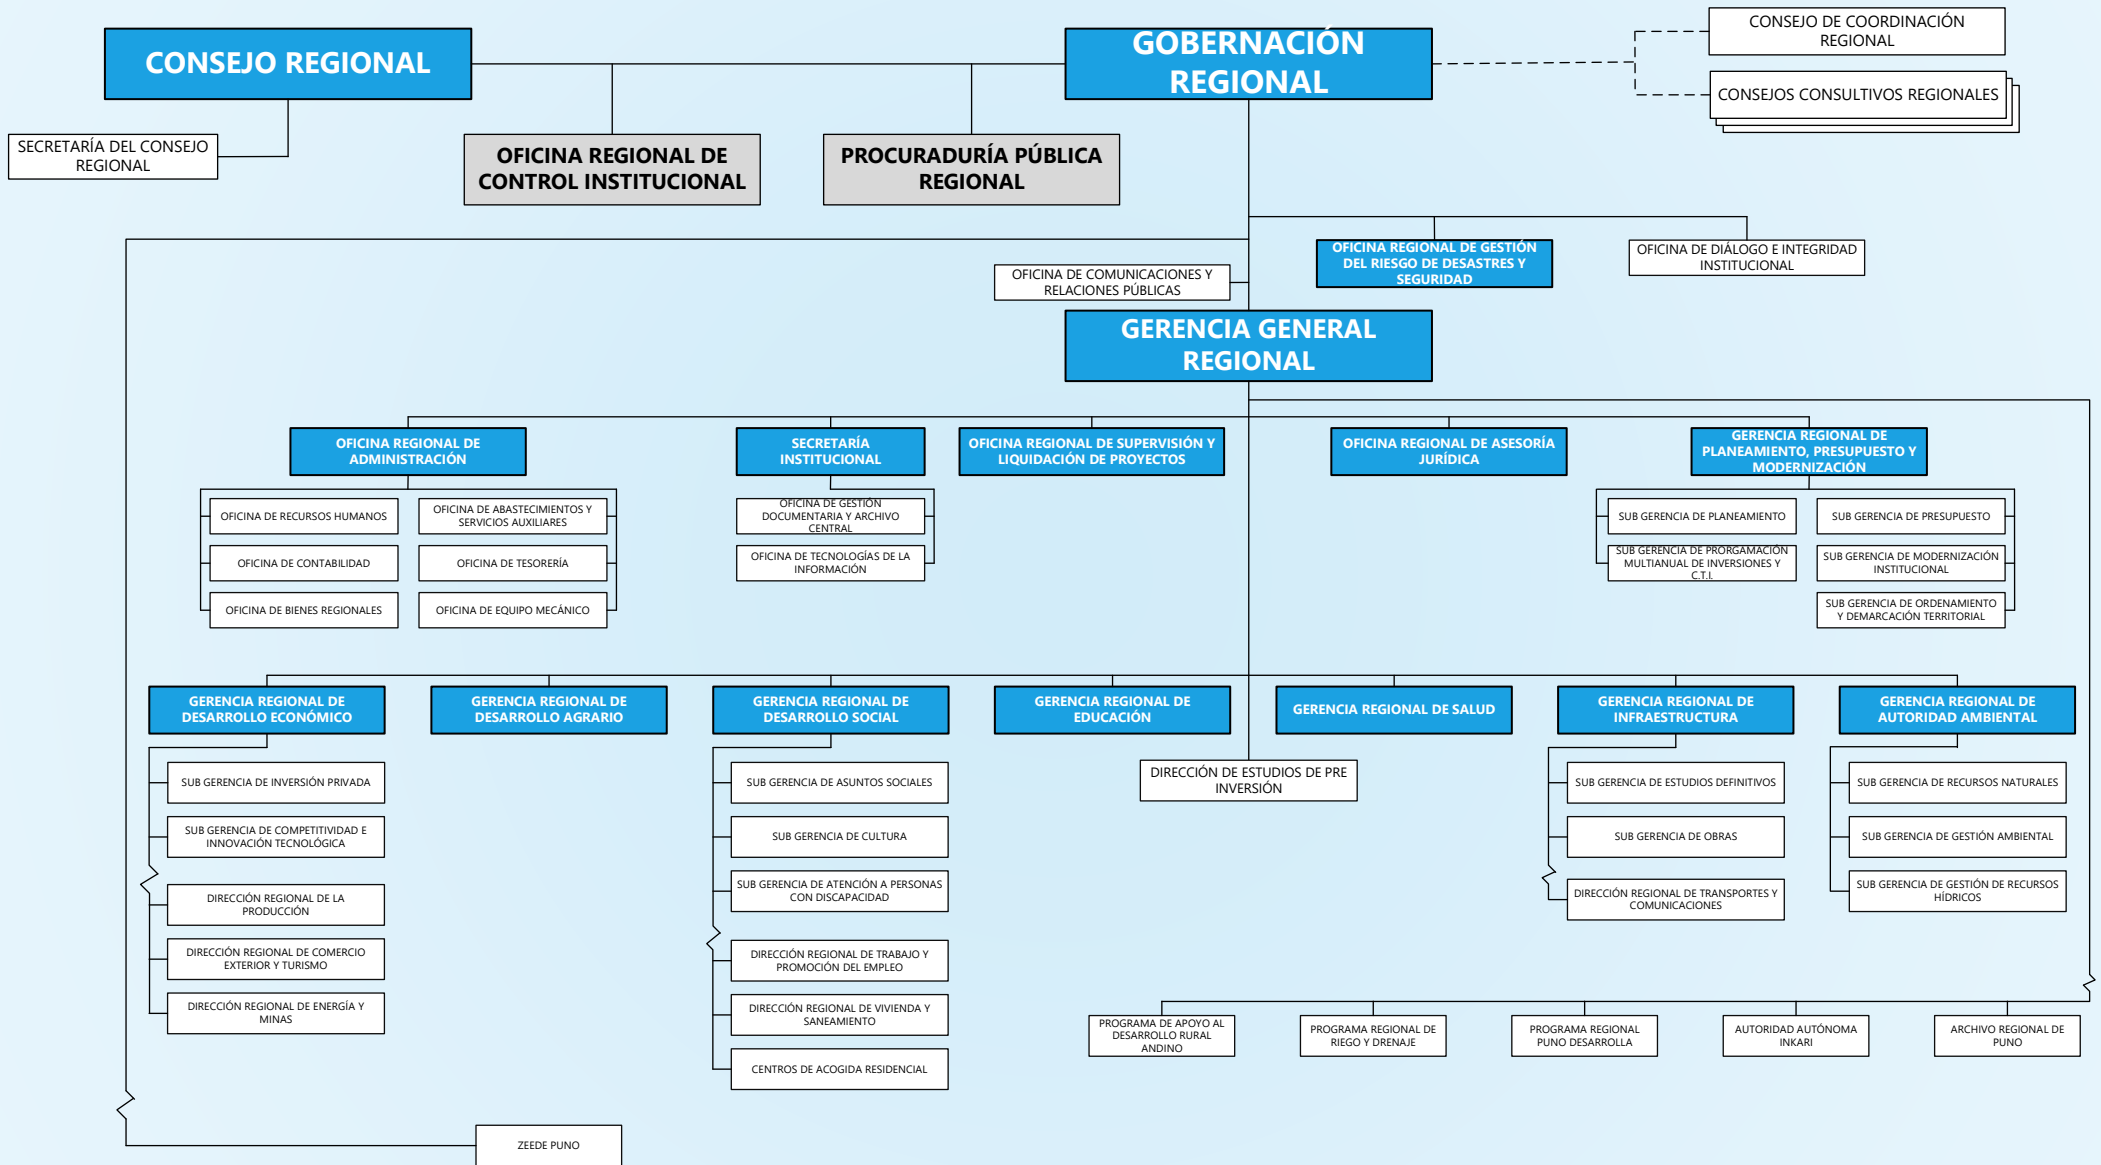 CONSEJO REGIONAL
GOBERNACIÓN
REGIONAL
CONSEJO DE COORDINACIÓN
REGIONAL
CONSEJOS CONSULTIVOS REGIONALES
SECRETARÍA DEL CONSEJO
REGIONAL
OFICINA REGIONAL DE
CONTROL INSTITUCIONAL
PROCURADURÍA PÚBLICA
REGIONAL
OFICINA DE COMUNICACIONES Y
RELACIONES PÚBLICAS
OFICINA REGIONAL DE GESTIÓN
DEL RIESGO DE DESASTRES Y
SEGURIDAD
OFICINA DE DIÁLOGO E INTEGRIDAD
INSTITUCIONAL
GERENCIA GENERAL
REGIONAL
OFICINA REGIONAL DE
ADMINISTRACIÓN
SECRETARÍA
INSTITUCIONAL
OFICINA REGIONAL DE SUPERVISIÓN Y
LIQUIDACIÓN DE PROYECTOS
OFICINA REGIONAL DE ASESORÍA
JURÍDICA
GERENCIA REGIONAL DE
PLANEAMIENTO, PRESUPUESTO Y
MODERNIZACIÓN
OFICINA DE RECURSOS HUMANOS
OFICINA DE ABASTECIMIENTOS Y
SERVICIOS AUXILIARES
OFICINA DE CONTABILIDAD
OFICINA DE TESORERÍA
OFICINA DE BIENES REGIONALES
OFICINA DE EQUIPO MECÁNICO
OFICINA DE GESTIÓN
DOCUMENTARIA Y ARCHIVO
CENTRAL
OFICINA DE TECNOLOGÍAS DE LA
INFORMACIÓN
SUB GERENCIA DE PLANEAMIENTO
SUB GERENCIA DE PRESUPUESTO
SUB GERENCIA DE PRORGAMACIÓN
MULTIANUAL DE INVERSIONES Y
C.T.I.
SUB GERENCIA DE MODERNIZACIÓN
INSTITUCIONAL
SUB GERENCIA DE ORDENAMIENTO
Y DEMARCACIÓN TERRITORIAL
GERENCIA REGIONAL DE
DESARROLLO ECONÓMICO
GERENCIA REGIONAL DE
DESARROLLO AGRARIO
GERENCIA REGIONAL DE
DESARROLLO SOCIAL
GERENCIA REGIONAL DE
EDUCACIÓN
GERENCIA REGIONAL DE SALUD
GERENCIA REGIONAL DE
INFRAESTRUCTURA
GERENCIA REGIONAL DE
AUTORIDAD AMBIENTAL
SUB GERENCIA DE INVERSIÓN PRIVADA
SUB GERENCIA DE COMPETITIVIDAD E
INNOVACIÓN TECNOLÓGICA
DIRECCIÓN REGIONAL DE LA
PRODUCCIÓN
DIRECCIÓN REGIONAL DE COMERCIO
EXTERIOR Y TURISMO
DIRECCIÓN REGIONAL DE ENERGÍA Y
MINAS
SUB GERENCIA DE ASUNTOS SOCIALES
SUB GERENCIA DE CULTURA
SUB GERENCIA DE ATENCIÓN A PERSONAS
CON DISCAPACIDAD
DIRECCIÓN REGIONAL DE TRABAJO Y
PROMOCIÓN DEL EMPLEO
DIRECCIÓN REGIONAL DE VIVIENDA Y
SANEAMIENTO
CENTROS DE ACOGIDA RESIDENCIAL
DIRECCIÓN DE ESTUDIOS DE PRE
INVERSIÓN
SUB GERENCIA DE ESTUDIOS DEFINITIVOS
SUB GERENCIA DE OBRAS
DIRECCIÓN REGIONAL DE TRANSPORTES Y
COMUNICACIONES
SUB GERENCIA DE RECURSOS NATURALES
SUB GERENCIA DE GESTIÓN AMBIENTAL
SUB GERENCIA DE GESTIÓN DE RECURSOS
HÍDRICOS
PROGRAMA DE APOYO AL
DESARROLLO RURAL
ANDINO
PROGRAMA REGIONAL DE
RIEGO Y DRENAJE
PROGRAMA REGIONAL
PUNO DESARROLLA
AUTORIDAD AUTÓNOMA
INKARI
ARCHIVO REGIONAL DE
PUNO
ZEEDE PUNO